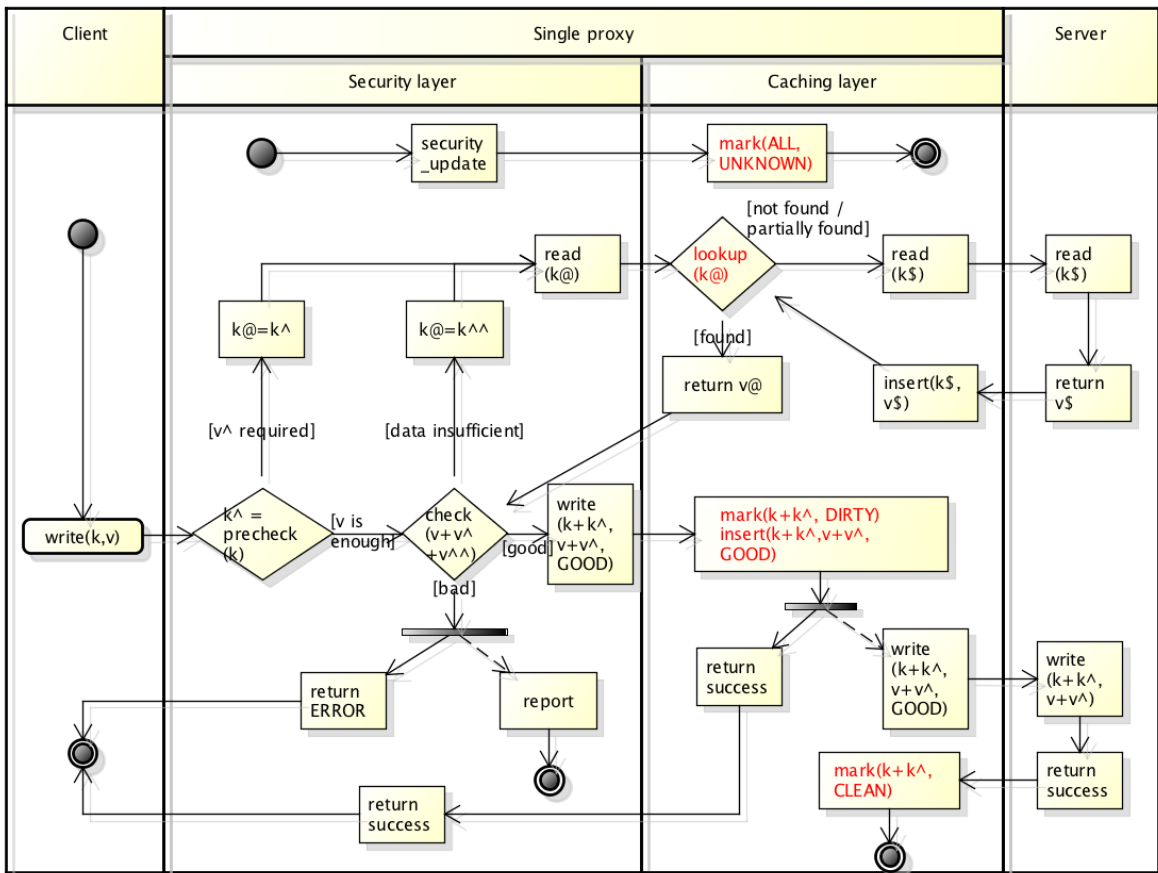 Client
Single proxy
Server
Security layer
Caching layer
security
_update
mark(ALL,
UNKNOWN)
[not found /
partially found]
read
(k@)
lookup
(k@)
read
(k$)
read
(k$)
k@=k^
k@=k^^
[found]
return v@
insert(k$,
v$)
return
v$
[v^ required]
[data insufficient]
write(k,v)
k^ =
precheck
(k)
[v is
enough]
check
(v+v^
+v^^)
[good]
write
(k+k^,
v+v^,
GOOD)
mark(k+k^, DIRTY)
insert(k+k^,v+v^,
GOOD)
[bad]
return
ERROR
report
return
success
write
(k+k^,
v+v^,
GOOD)
write
(k+k^,
v+v^)
return
success
mark(k+k^,
CLEAN)
return
success